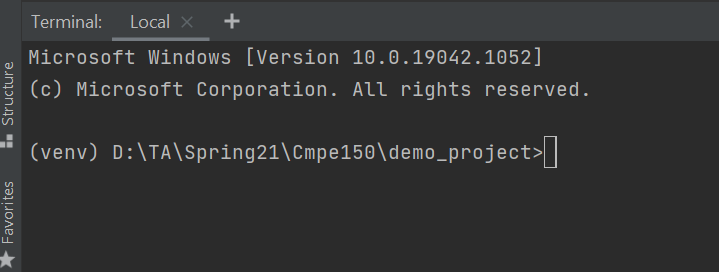 Terminal: Local × +
Microsoft Windows [Version 10.0.19042.1052]
(c) Microsoft Corporation. All rights reserved.
(venv) D:\TA\Spring21\Cmpe150\demo_project>
Structure
Favorites